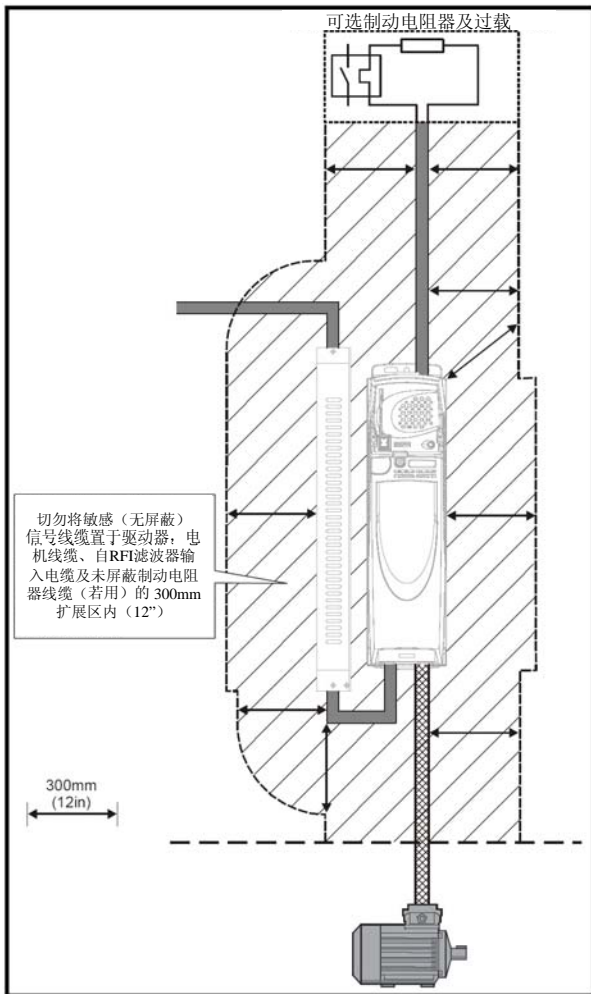 可选制动电阻器及过载
切勿将敏感（无屏蔽）
信号线缆置于驱动器，电
机线缆、自RFI滤波器输
入电缆及未屏蔽制动电阻
器线缆（若用）的 300mm
扩展区内（12”）
300mm
(12in)